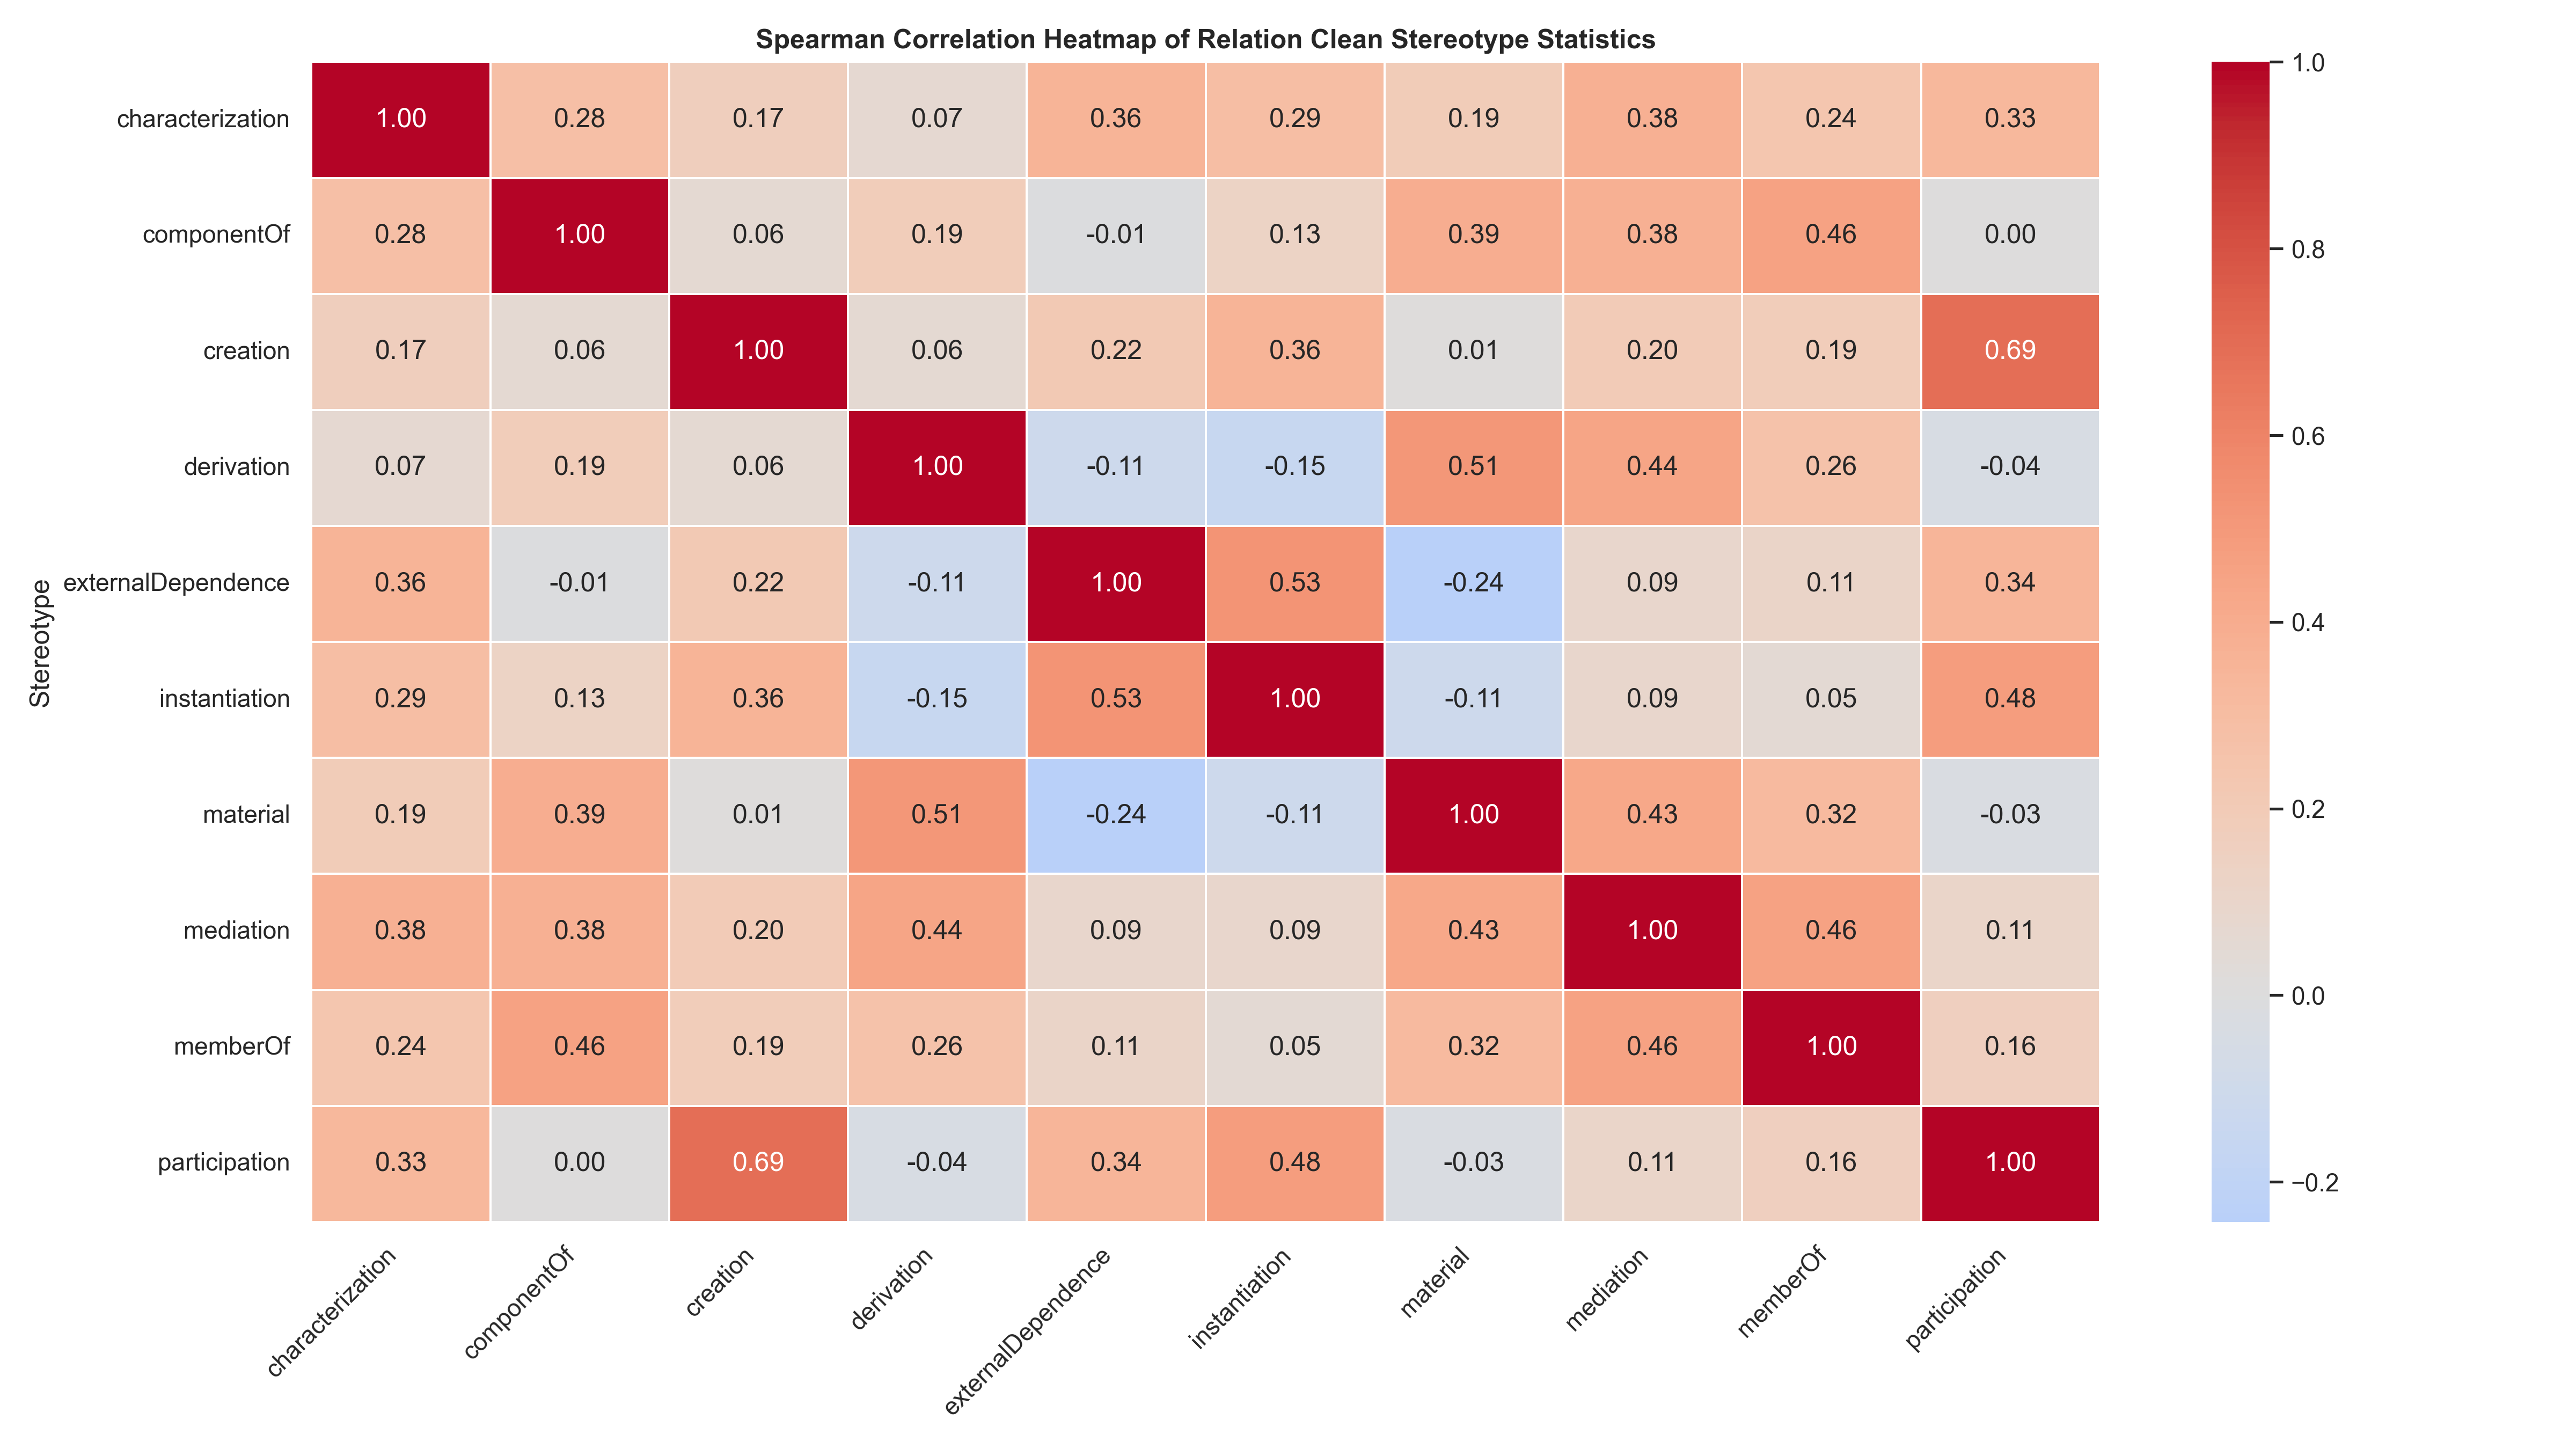 Spearman Correlation Heatmap of Relation Clean Stereotype Statistics
Stereotype
characterization 1.00 0.28 0.17 0.07 0.36 0.29 0.19 0.38 0.24 0.33
componentOf 0.28 1.00 0.06 0.19 -0.01 0.13 0.39 0.38 0.46 0.00
creation 0.17 0.06 1.00 0.06 0.22 0.36 0.01 0.20 0.19 0.69
derivation 0.07 0.19 0.06 1.00 -0.11 -0.15 0.51 0.44 0.26 -0.04
externalDependence 0.36 -0.01 0.22 -0.11 1.00 0.53 -0.24 0.09 0.11 0.34
instantiation 0.29 0.13 0.36 -0.15 0.53 1.00 -0.11 0.09 0.05 0.48
material 0.19 0.39 0.01 0.51 -0.24 -0.11 1.00 0.43 0.32 -0.03
mediation 0.38 0.38 0.20 0.44 0.09 0.09 0.43 1.00 0.46 0.11
memberOf 0.24 0.46 0.19 0.26 0.11 0.05 0.32 0.46 1.00 0.16
participation 0.33 0.00 0.69 -0.04 0.34 0.48 -0.03 0.11 0.16 1.00
characterization componentOf creation derivation externalDependence instantiation material mediation memberOf participation
1.0
0.8
0.6
0.4
0.2
0.0
−0.2